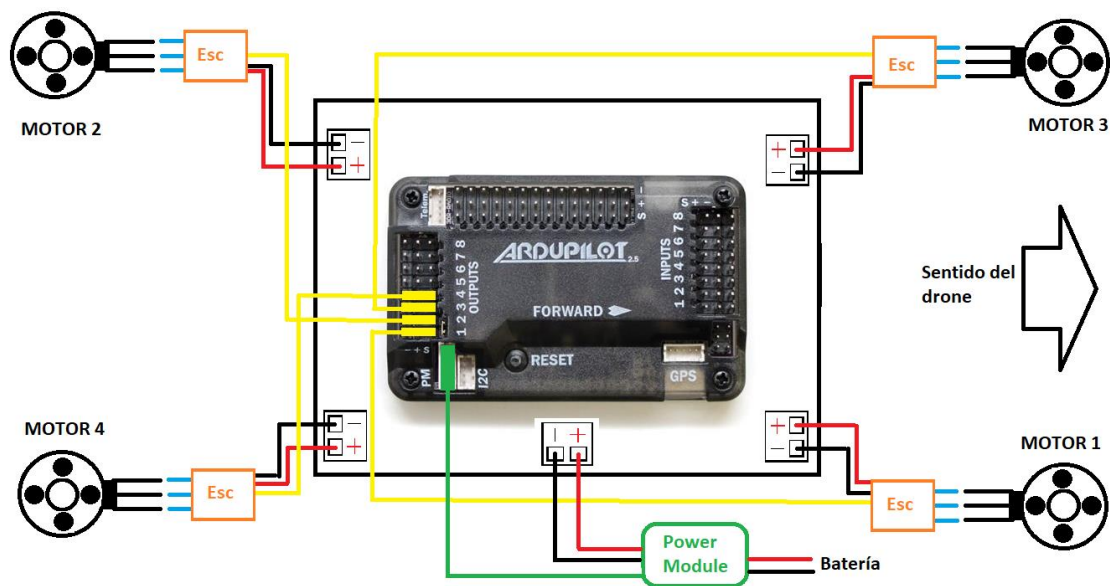 Esc
Esc
MOTOR 2
MOTOR 3
−
+
+
−
Telem
S + −
S + −
8
7
6
5
4
3
2
1
OUTPUTS
ARDUPILOT 2.5
INPUTS
8
7
6
5
4
3
2
1
FORWARD
Sentido del
drone
− + S
PM
I2C
RESET
GPS
MOTOR 4
−
+
− +
+
−
MOTOR 1
Esc
Esc
Power
Module
Batería